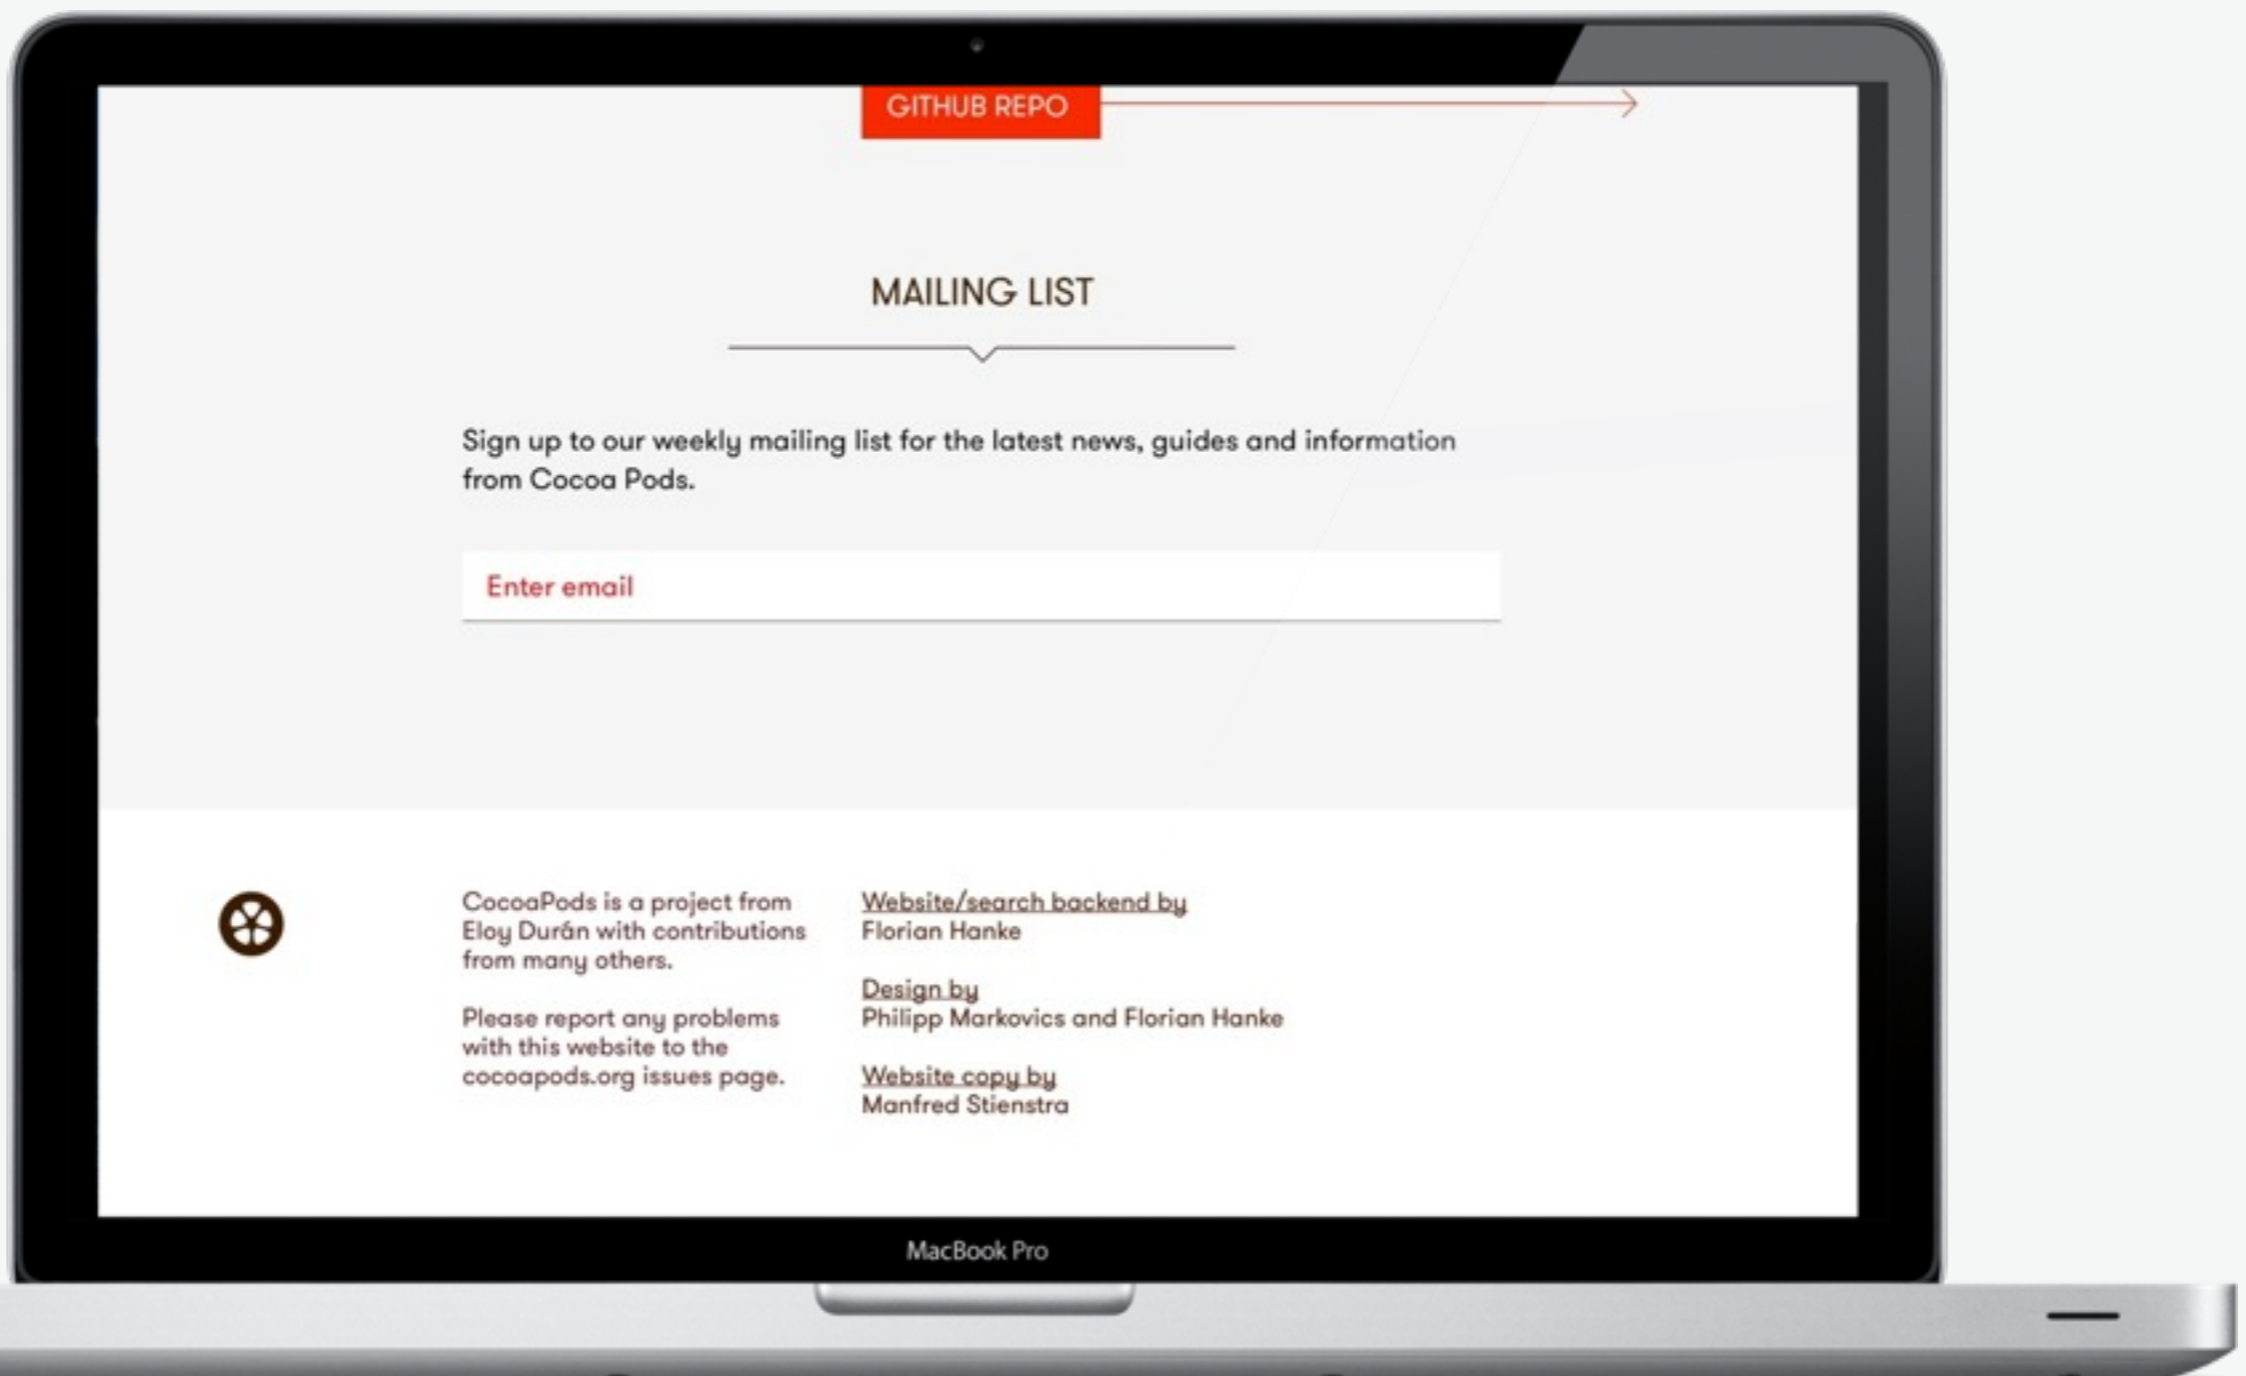 GITHUB REPO
MAILING LIST
Sign up to our weekly mailing list for the latest news, guides and information
from Cocoa Pods.
Enter email
CocoaPods is a project from
Eloy Durán with contributions
from many others.
Please report any problems
with this website to the
cocoapods.org issues page.
Website/search backend by
Florian Hanke
Design by
Philipp Markovics and Florian Hanke
Website copy by
Manfred Stienstra
MacBook Pro